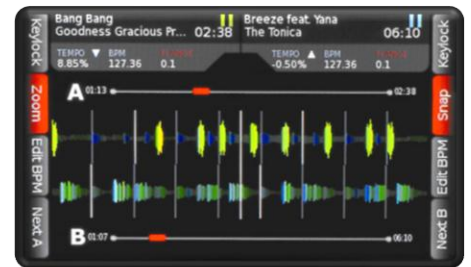 Bang Bang
Goodness Gracious Pr... 02:38
Breeze feat. Yana
The Tonica 06:10
Keylock
Zoom
Edit BPM
Next A
TEMPO ▼ BPM
8.85% 127.36 0.1
TEMPO ▲ BPM
-0.50% 127.36 0.1
Keylock
Snap
Edit BPM
Next B
A 01:13 02:38
B 01:07 06:10